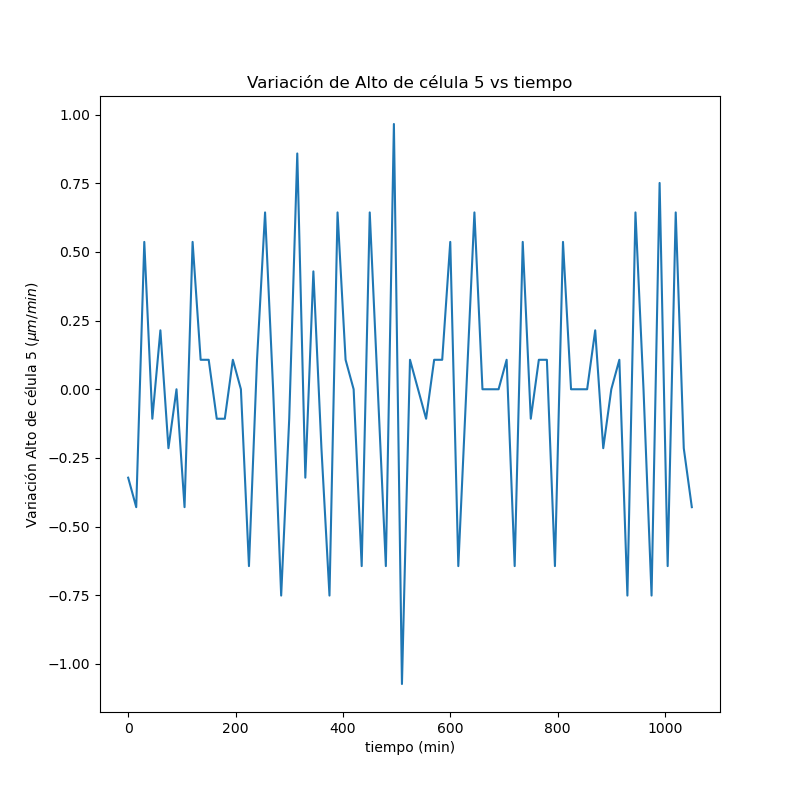 Variación de Alto de célula 5 vs tiempo
1.00
0.75
0.50
0.25
0.00
−0.25
−0.50
−0.75
−1.00
Variación Alto de célula 5 (μm/min)
0 200 400 600 800 1000
tiempo (min)